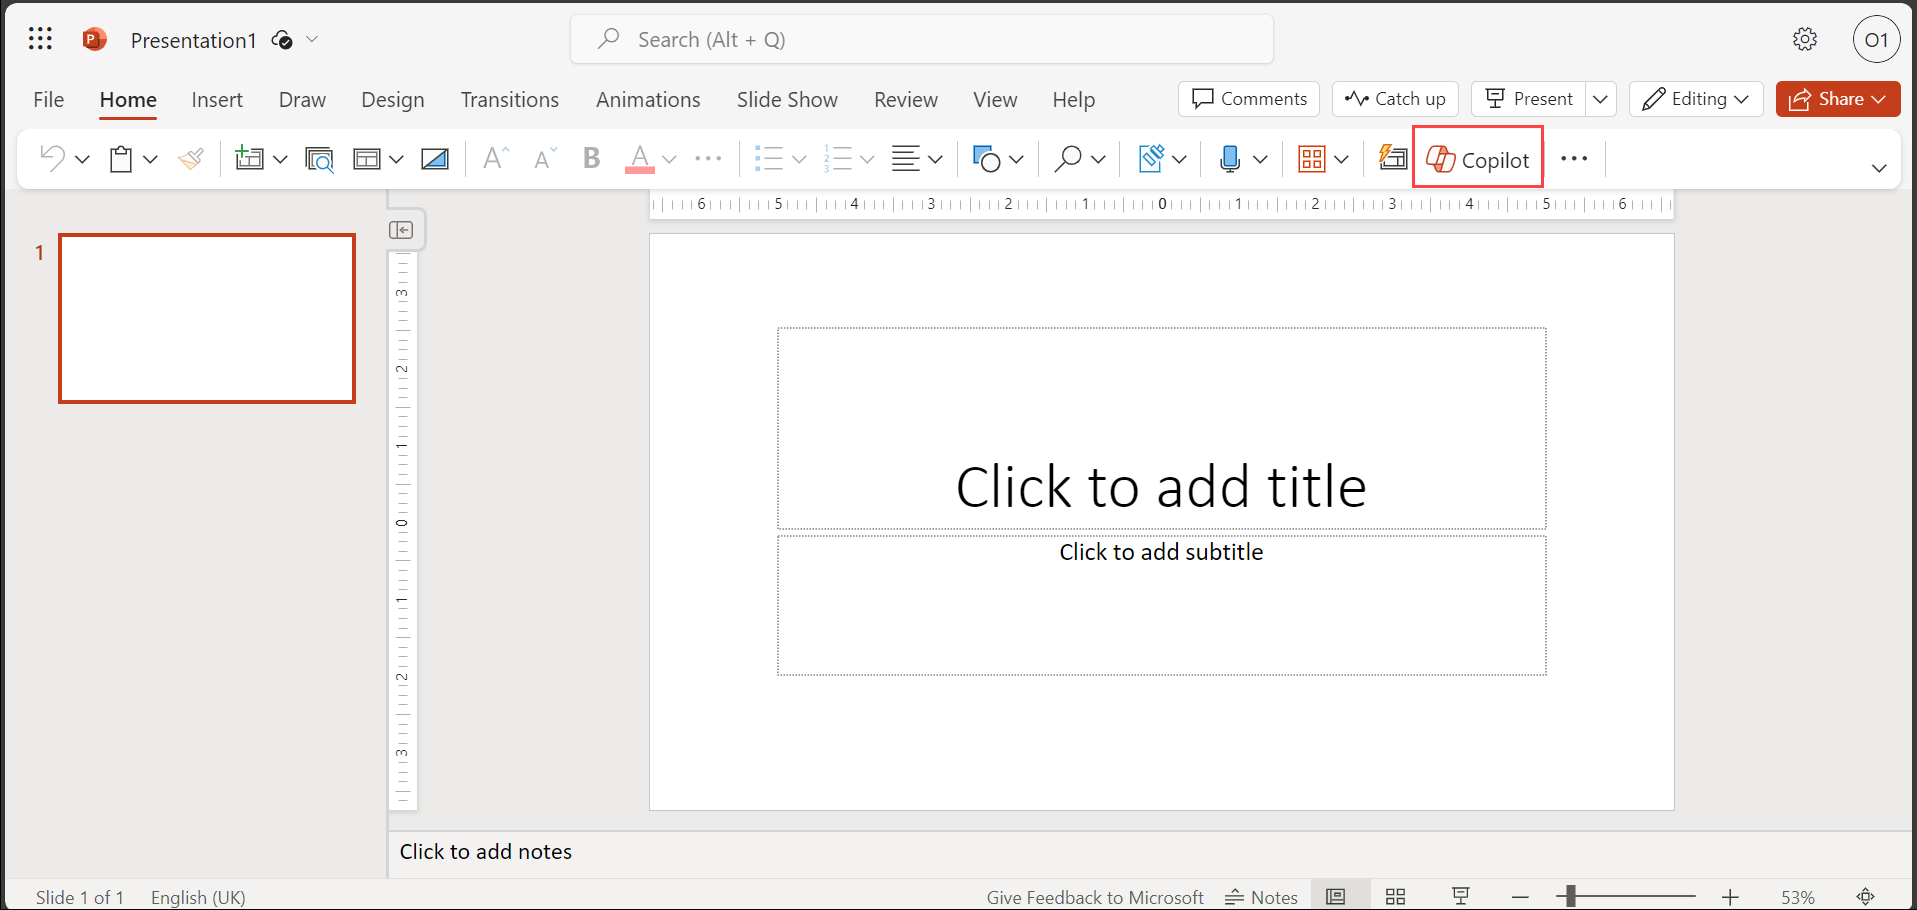 Presentation1
Search (Alt + Q)
O1
File Home Insert Draw Design Transitions Animations Slide Show Review View Help
Comments Catch up Present Editing Share
A A B A Copilot
6 5 4 3 2 1 0 1 2 3 4 5 6
1
3
2
1
0
1
2
3
Click to add title
Click to add subtitle
Click to add notes
Slide 1 of 1 English (UK) Give Feedback to Microsoft Notes 53%